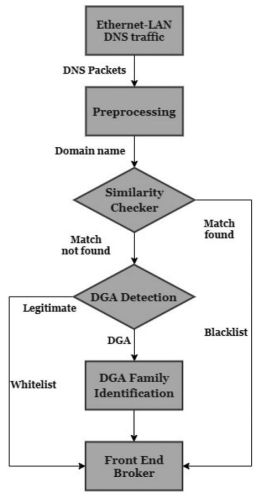 Ethernet-LAN
DNS traffic
DNS Packets
Preprocessing
Domain name
Similarity
Checker
Match
not found
Match
found
DGA Detection
Legitimate
DGA
Blacklist
Whitelist
DGA Family
Identification
Front End
Broker